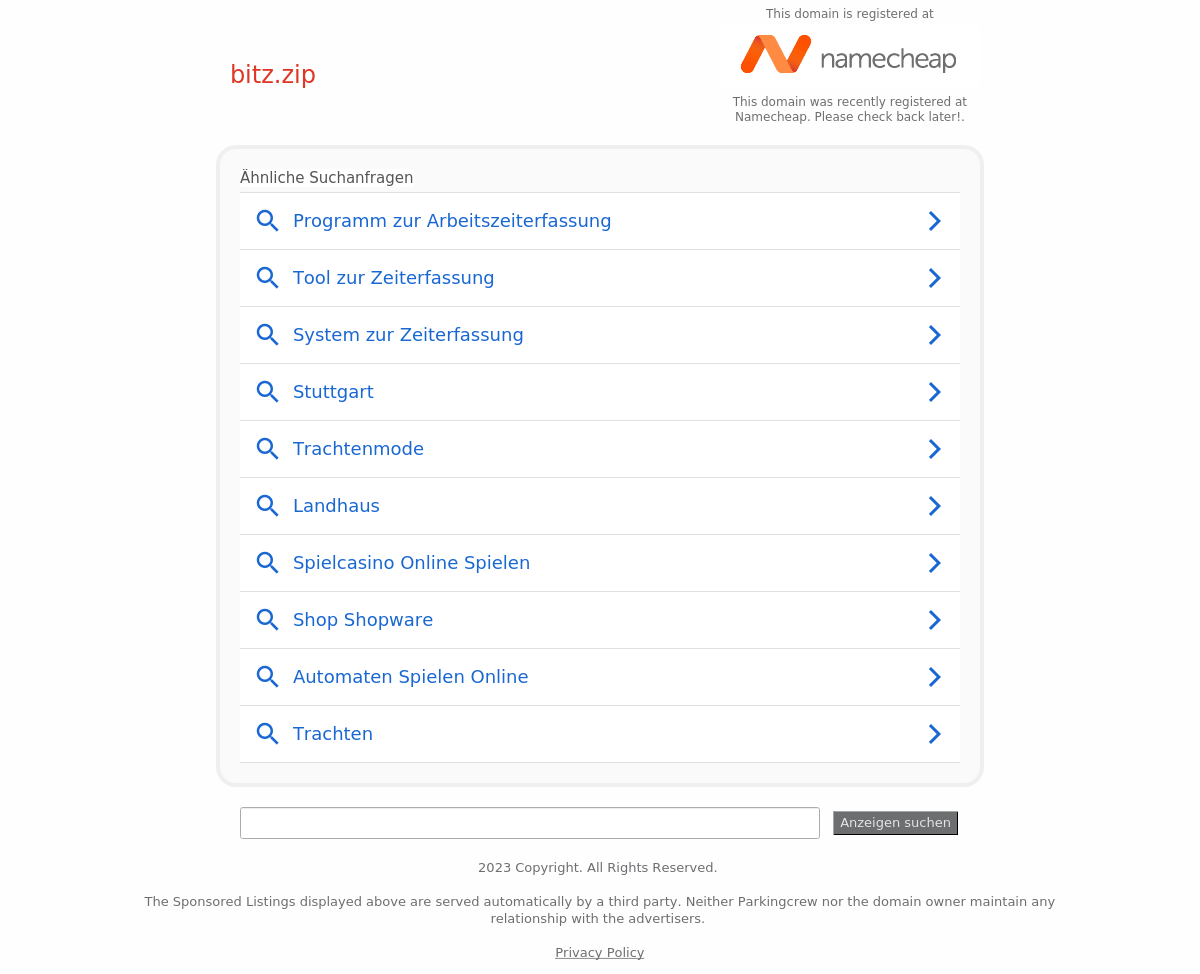 This domain is registered at
namecheap
bitz.zip
This domain was recently registered at
Namecheap. Please check back later!.
Ähnliche Suchanfragen
Programm zur Arbeitszeiterfassung
Tool zur Zeiterfassung
System zur Zeiterfassung
Stuttgart
Trachtenmode
Landhaus
Spielcasino Online Spielen
Shop Shopware
Automaten Spielen Online
Trachten
Anzeigen suchen
2023 Copyright. All Rights Reserved.
The Sponsored Listings displayed above are served automatically by a third party. Neither Parkingcrew nor the domain owner maintain any
relationship with the advertisers.
Privacy Policy